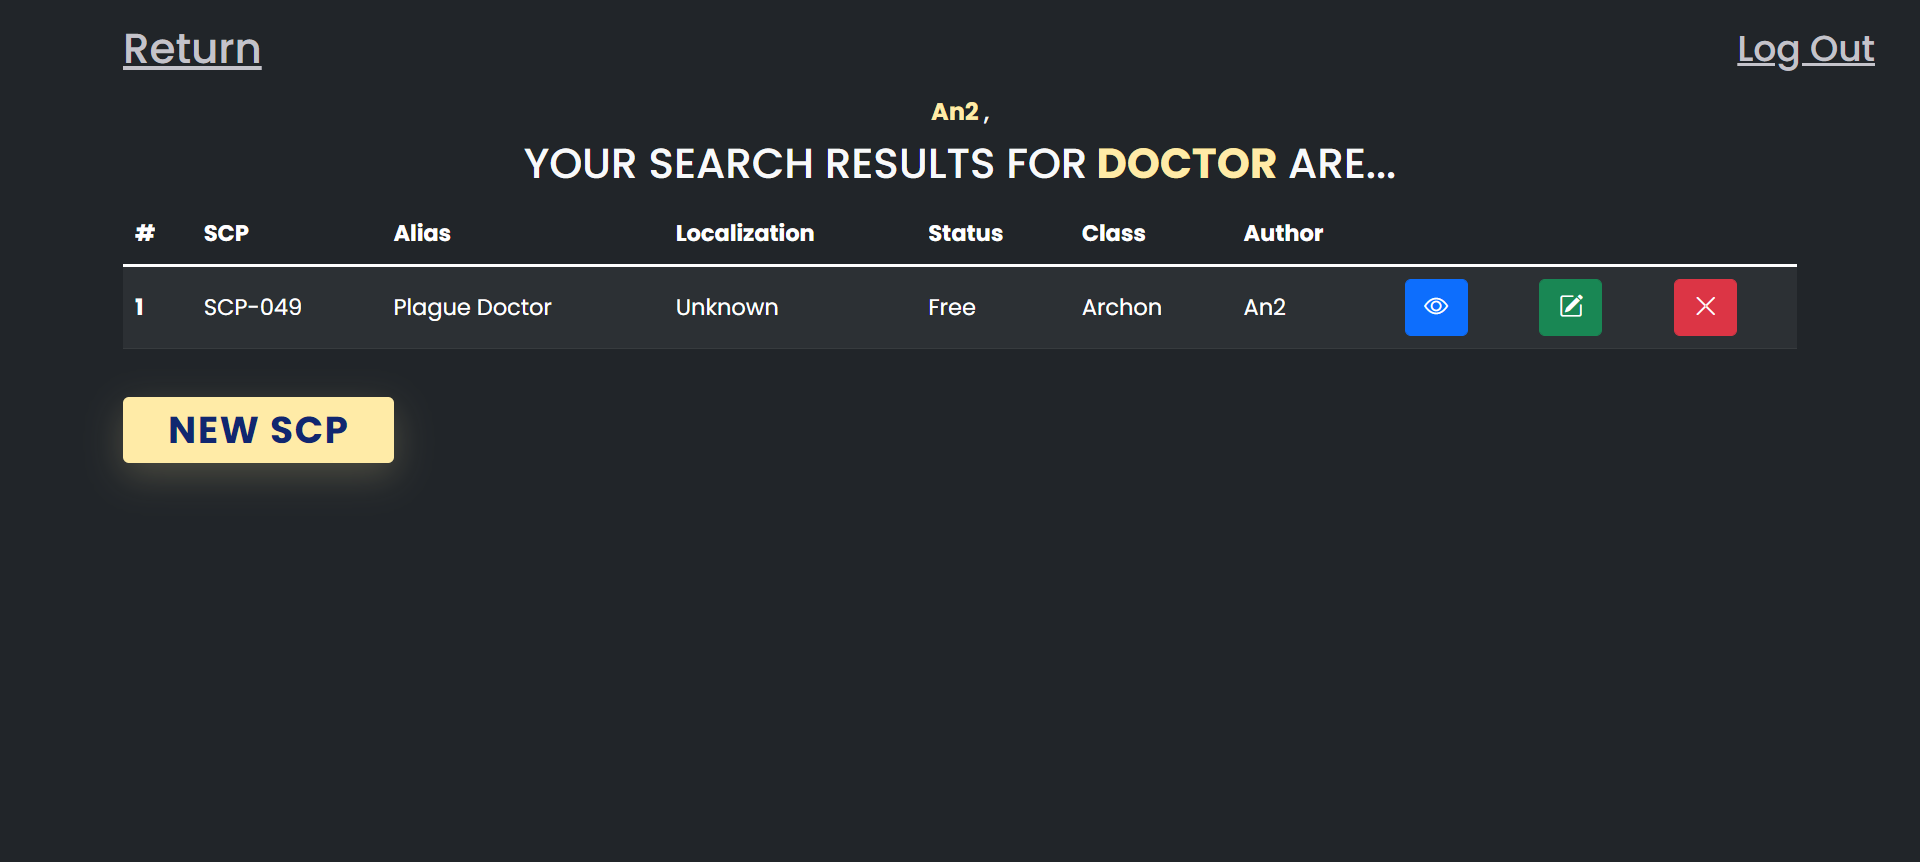 Return
Log Out
An2 ,
YOUR SEARCH RESULTS FOR DOCTOR ARE...
# SCP Alias Localization Status Class Author
1 SCP-049 Plague Doctor Unknown Free Archon An2
NEW SCP